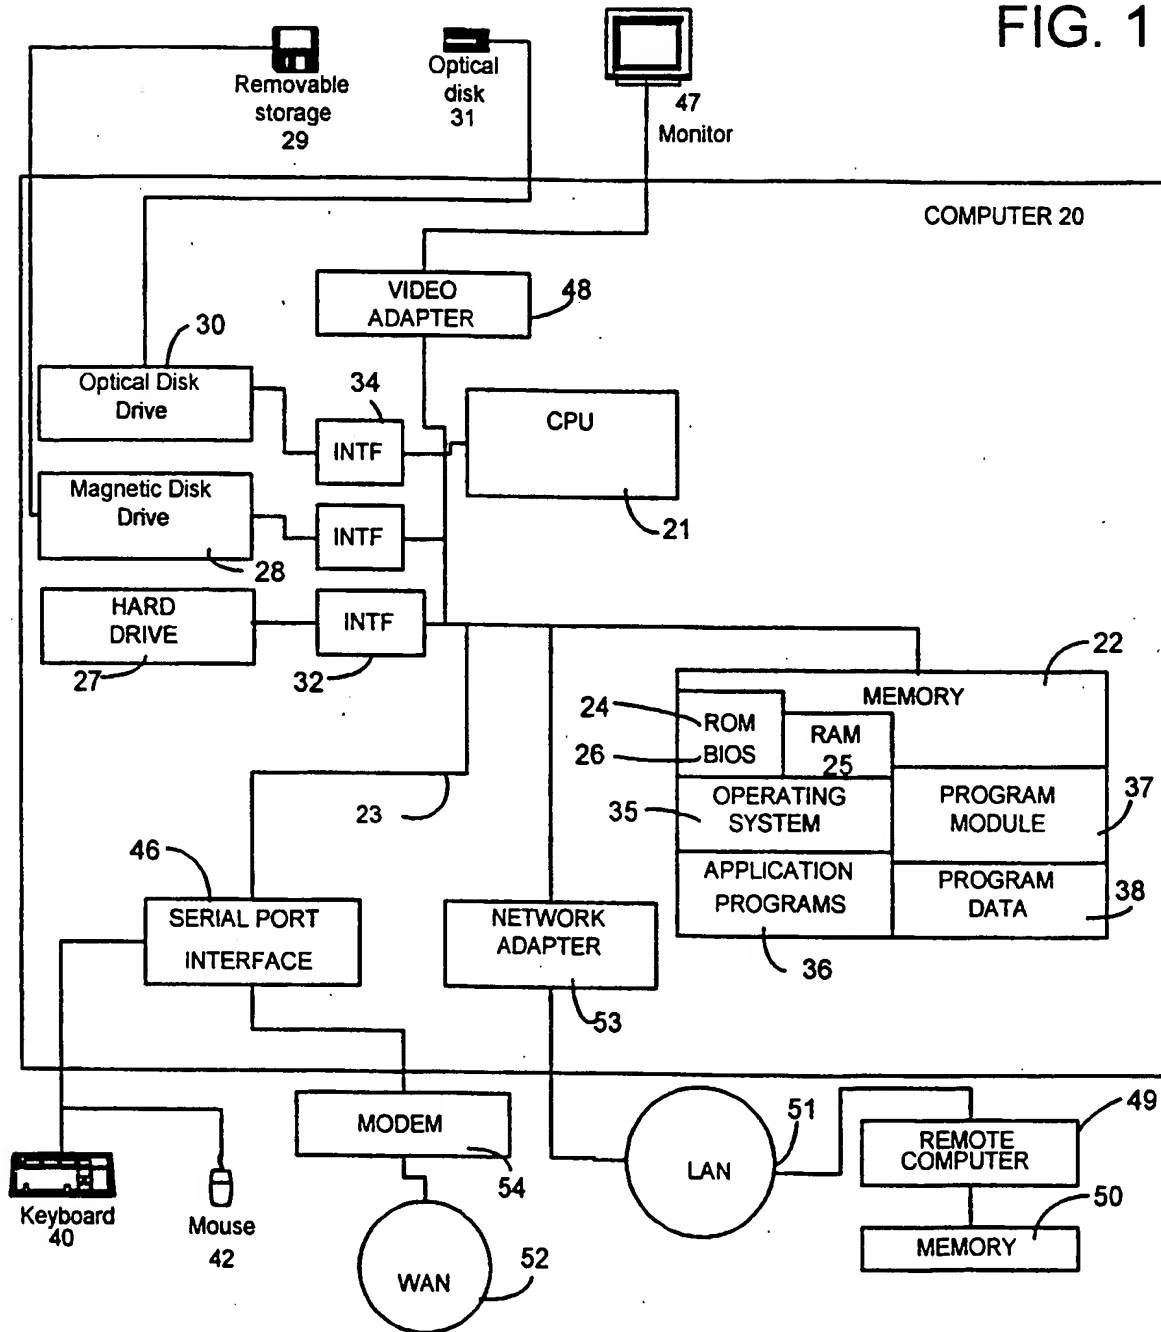 FIG. 1
Removable
storage
29
Optical
disk
31
47
Monitor
COMPUTER 20
VIDEO
ADAPTER
48
30
Optical Disk
Drive
34
INTF
CPU
21
Magnetic Disk
Drive
28
INTF
HARD
DRIVE
27
INTF
32
22
MEMORY
24
ROM
26
BIOS
RAM
25
35
OPERATING
SYSTEM
PROGRAM
MODULE
37
APPLICATION
PROGRAMS
36
PROGRAM
DATA
38
23
46
SERIAL PORT
INTERFACE
NETWORK
ADAPTER
53
MODEM
54
51
LAN
49
REMOTE
COMPUTER
50
MEMORY
Keyboard
40
Mouse
42
WAN
52